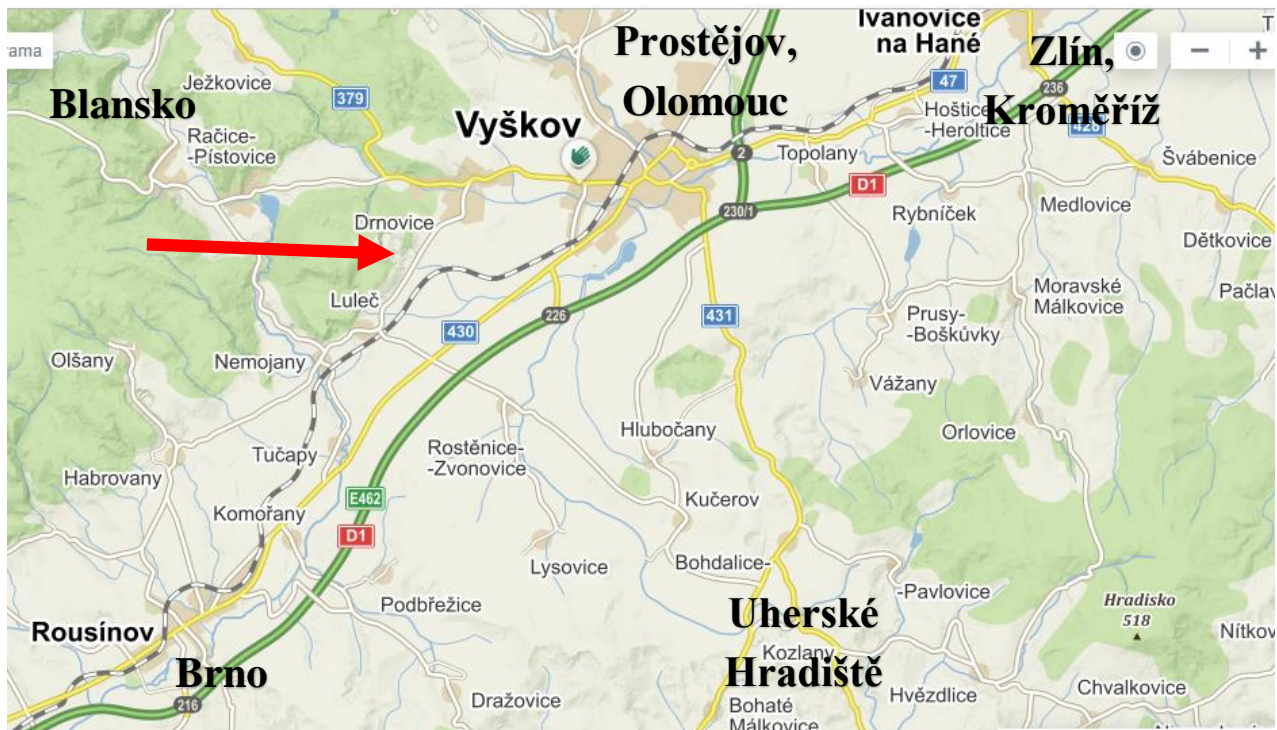 Ivanovice
na Hané
T
Prostějov,
Olomouc
Zlín,
Kroměříž
rama
Ježkovice
379
Blansko
Račice-
-Pístovice
Vyškov
47
236
Hoštice
-Heroltice
428
2
Topolany
Švábenice
D1
Drnovice
230/1
Rybníček
Medlovice
Dětkovice
Luleč
226
430
431
Moravské
Málkovice
Pačlav
Prusy-
-Boškůvky
Olšany
Nemojany
Vážany
Hlubočany
Orlovice
Tučapy
Rostěnice-
-Zvonovice
Habrovany
E462
Kučerov
Komořany
D1
Lysovice
Bohdalice-
-Pavlovice
Podbřežice
Uherské
Hradiště
Hradisko
518
Rousínov
Nítkov
Kozlany
Brno
216
Dražovice
Hvězdlice
Chvalkovice
Bohaté
Málkovice